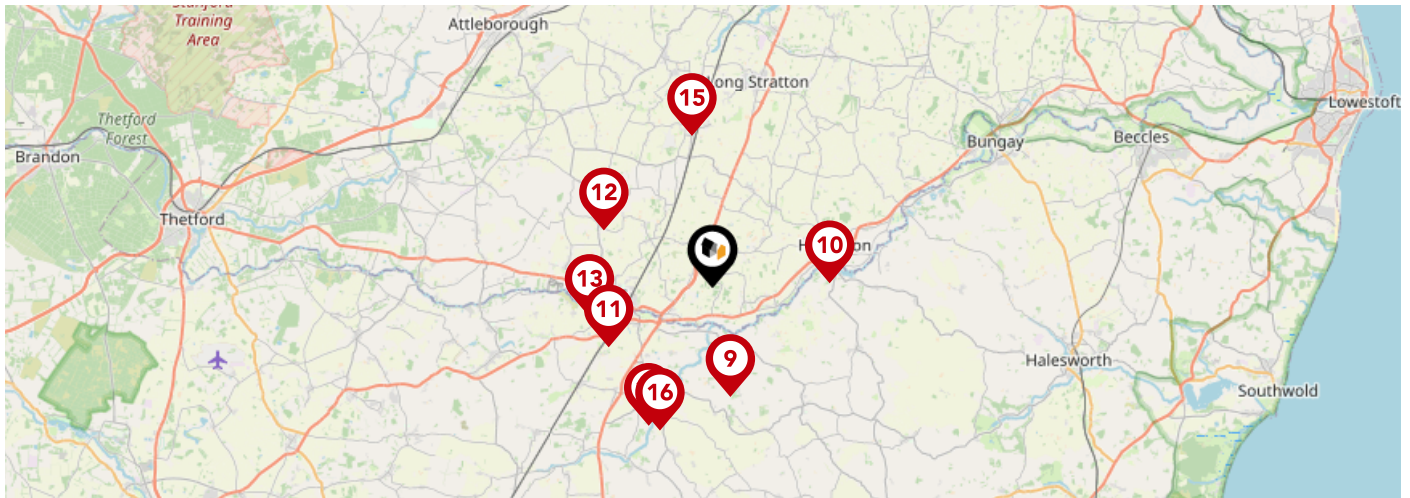 Stanford
Training
Area
Attleborough
Long Stratton
15
Thetford
Forest
Brandon
Lowestoft
Bungay
Beccles
12
Thetford
10
13
11
9
Halesworth
16
Southwold